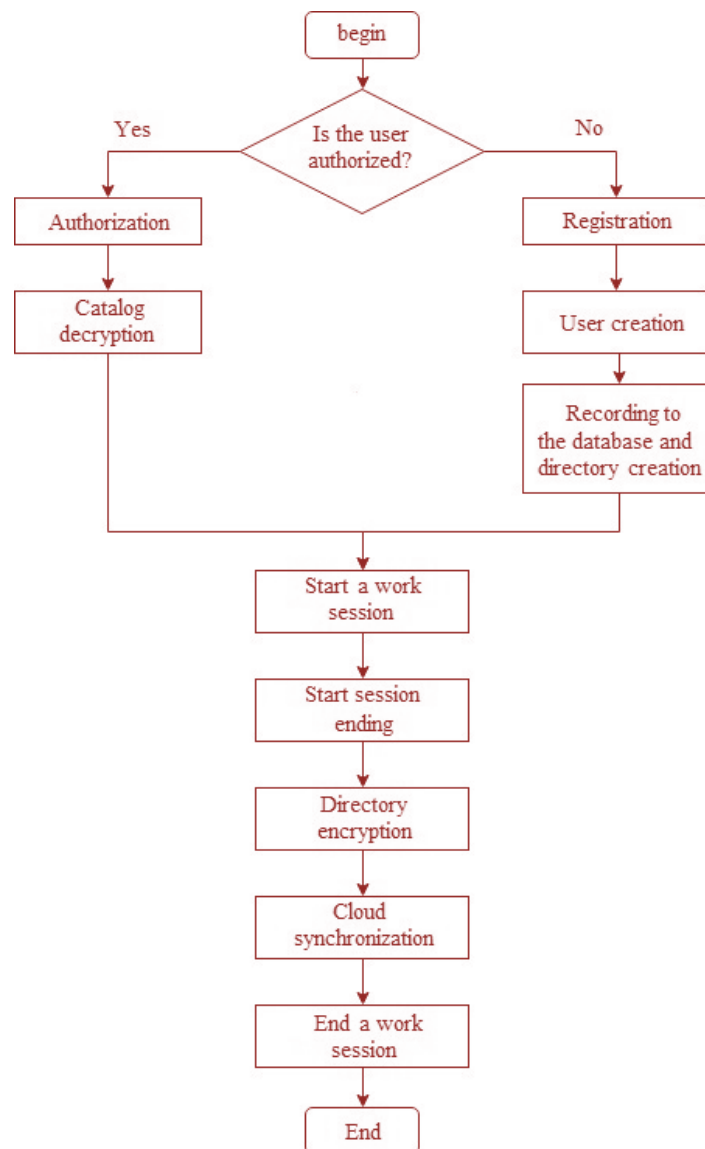 begin
Is the user
authorized?
Yes
No
Authorization
Registration
Catalog
decryption
User creation
Recording to
the database and
directory creation
Start a work
session
Start session
ending
Directory
encryption
Cloud
synchronization
End a work
session
End